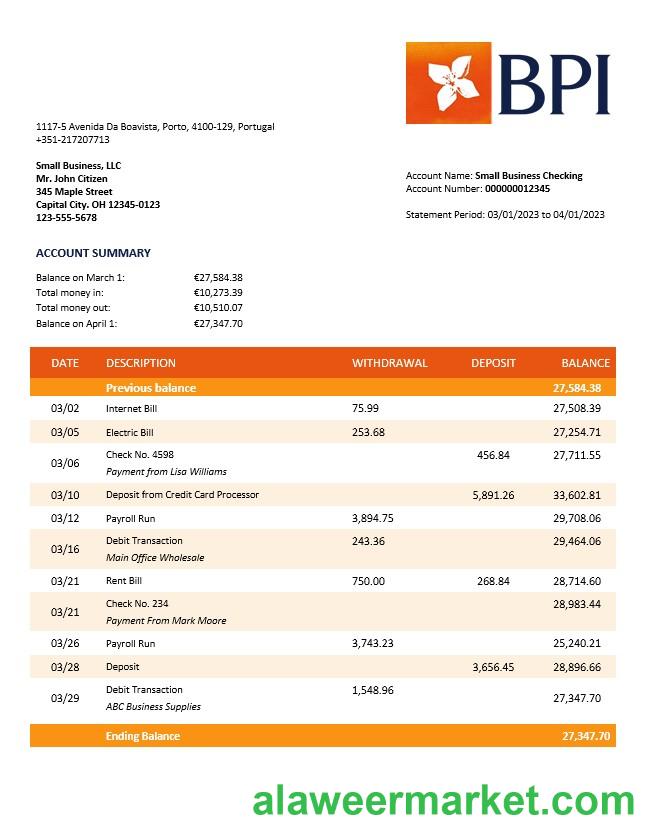 BPI
1117-5 Avenida Da Boavista, Porto, 4100-129, Portugal
+351-217207713
Small Business, LLC
Mr. John Citizen
345 Maple Street
Capital City. OH 12345-0123
123-555-5678
Account Name: Small Business Checking
Account Number: 000000012345
Statement Period: 03/01/2023 to 04/01/2023
ACCOUNT SUMMARY
Balance on March 1: €27,584.38
Total money in: €10,273.39
Total money out: €10,510.07
Balance on April 1: €27,347.70
DATE DESCRIPTION WITHDRAWAL DEPOSIT BALANCE
Previous balance 27,584.38
03/02 Internet Bill 75.99 27,508.39
03/05 Electric Bill 253.68 27,254.71
03/06 Check No. 4598 456.84 27,711.55
Payment from Lisa Williams
03/10 Deposit from Credit Card Processor 5,891.26 33,602.81
03/12 Payroll Run 3,894.75 29,708.06
03/16 Debit Transaction 243.36 29,464.06
Main Office Wholesale
03/21 Rent Bill 750.00 268.84 28,714.60
03/21 Check No. 234 28,983.44
Payment From Mark Moore
03/26 Payroll Run 3,743.23 25,240.21
03/28 Deposit 3,656.45 28,896.66
03/29 Debit Transaction 1,548.96 27,347.70
ABC Business Supplies
Ending Balance 27,347.70
alaweermarket.com